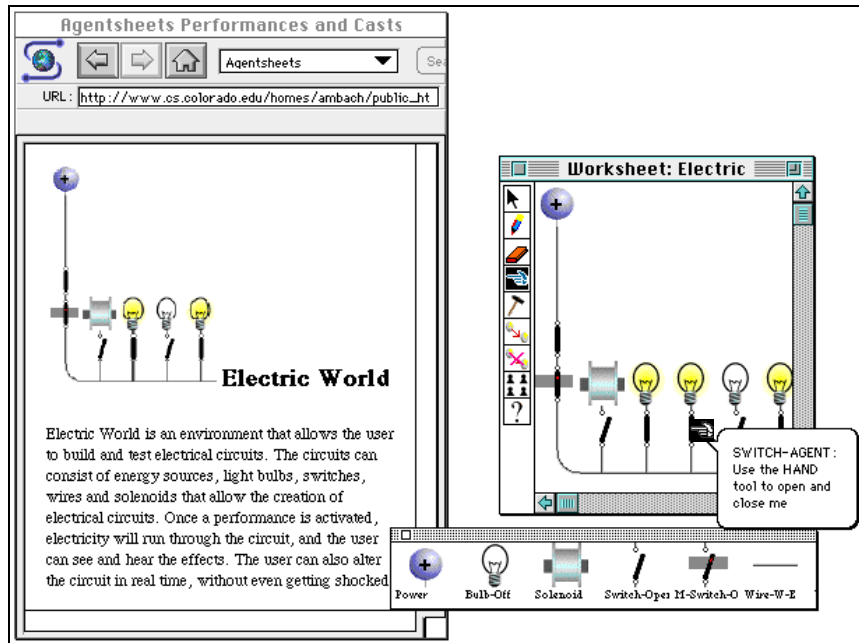 Agentsheets Performances and Casts
Agentsheets
Sea
URL: http://www.cs.colorado.edu/homes/ambach/public_ht
Electric World
Electric World is an environment that allows the user
to build and test electrical circuits. The circuits can
consist of energy sources, light bulbs, switches,
wires and solenoids that allow the creation of
electrical circuits. Once a performance is activated,
electricity will run through the circuit, and the user
can see and hear the effects. The user can also alter
the circuit in real time, without even getting shocked
Worksheet: Electric
?
SWITCH-AGENT:
Use the HAND
tool to open and
close me
Power Bulb-Off Solenoid Switch-Oper M-Switch-O Wire-W-E